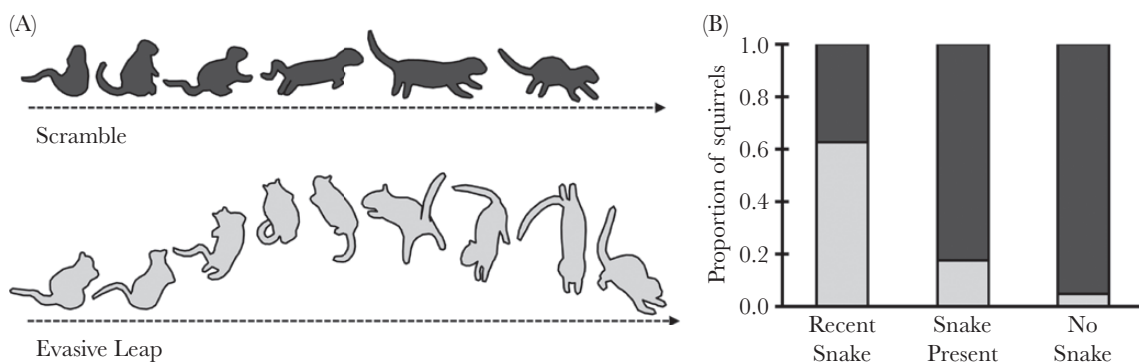 (A)
Scramble
Evasive Leap
(B)
Proportion of squirrels
1.0
0.8
0.6
0.4
0.2
0.0
Recent Snake
Snake Present
No Snake